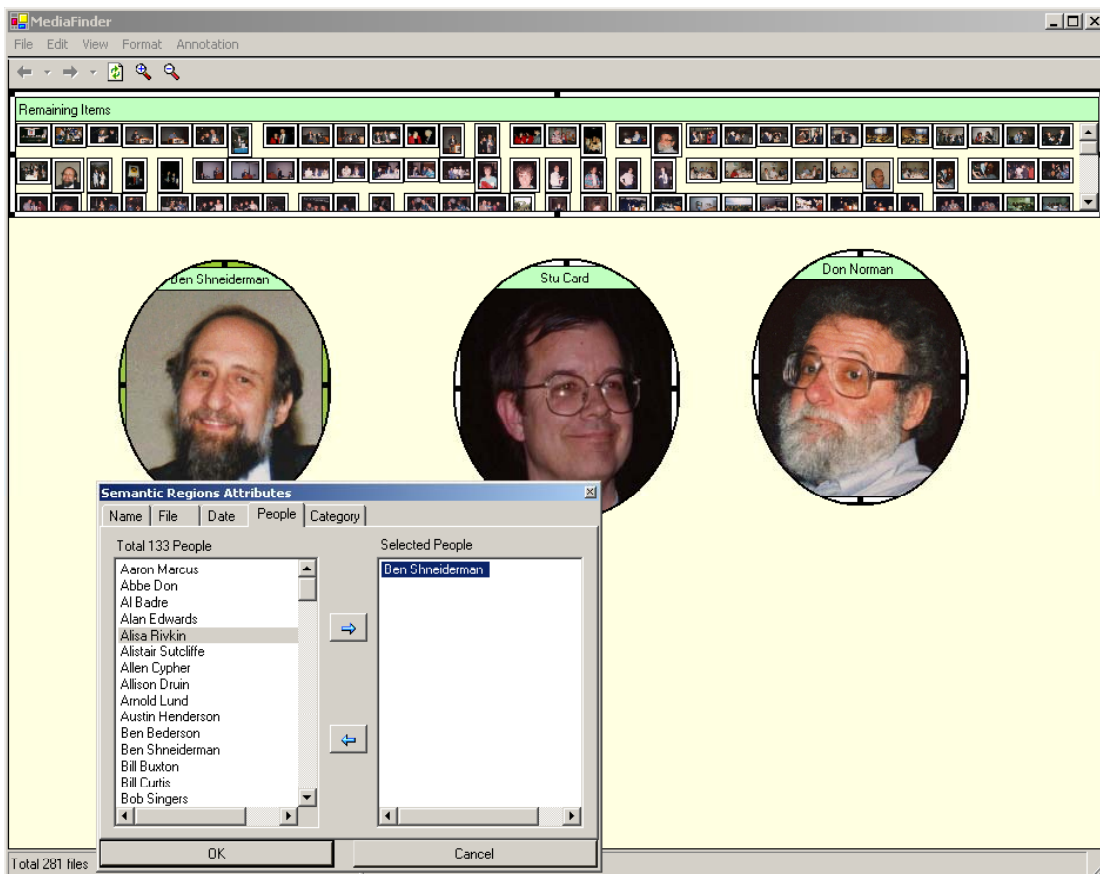 MediaFinder
File Edit View Format Annotation
Remaining Items
Ben Shneiderman
Stu Card
Don Norman
Semantic Regions Attributes
Name File Date People Category
Total 133 People
Selected People
Aaron Marcus
Abbe Don
Al Badre
Alan Edwards
Alisa Rivkin
Alistair Sutcliffe
Allen Cypher
Allison Druin
Arnold Lund
Austin Henderson
Ben Bederson
Ben Shneiderman
Bill Buxton
Bill Curtis
Bob Singers
Ben Shneiderman
OK
Cancel
Total 281 files